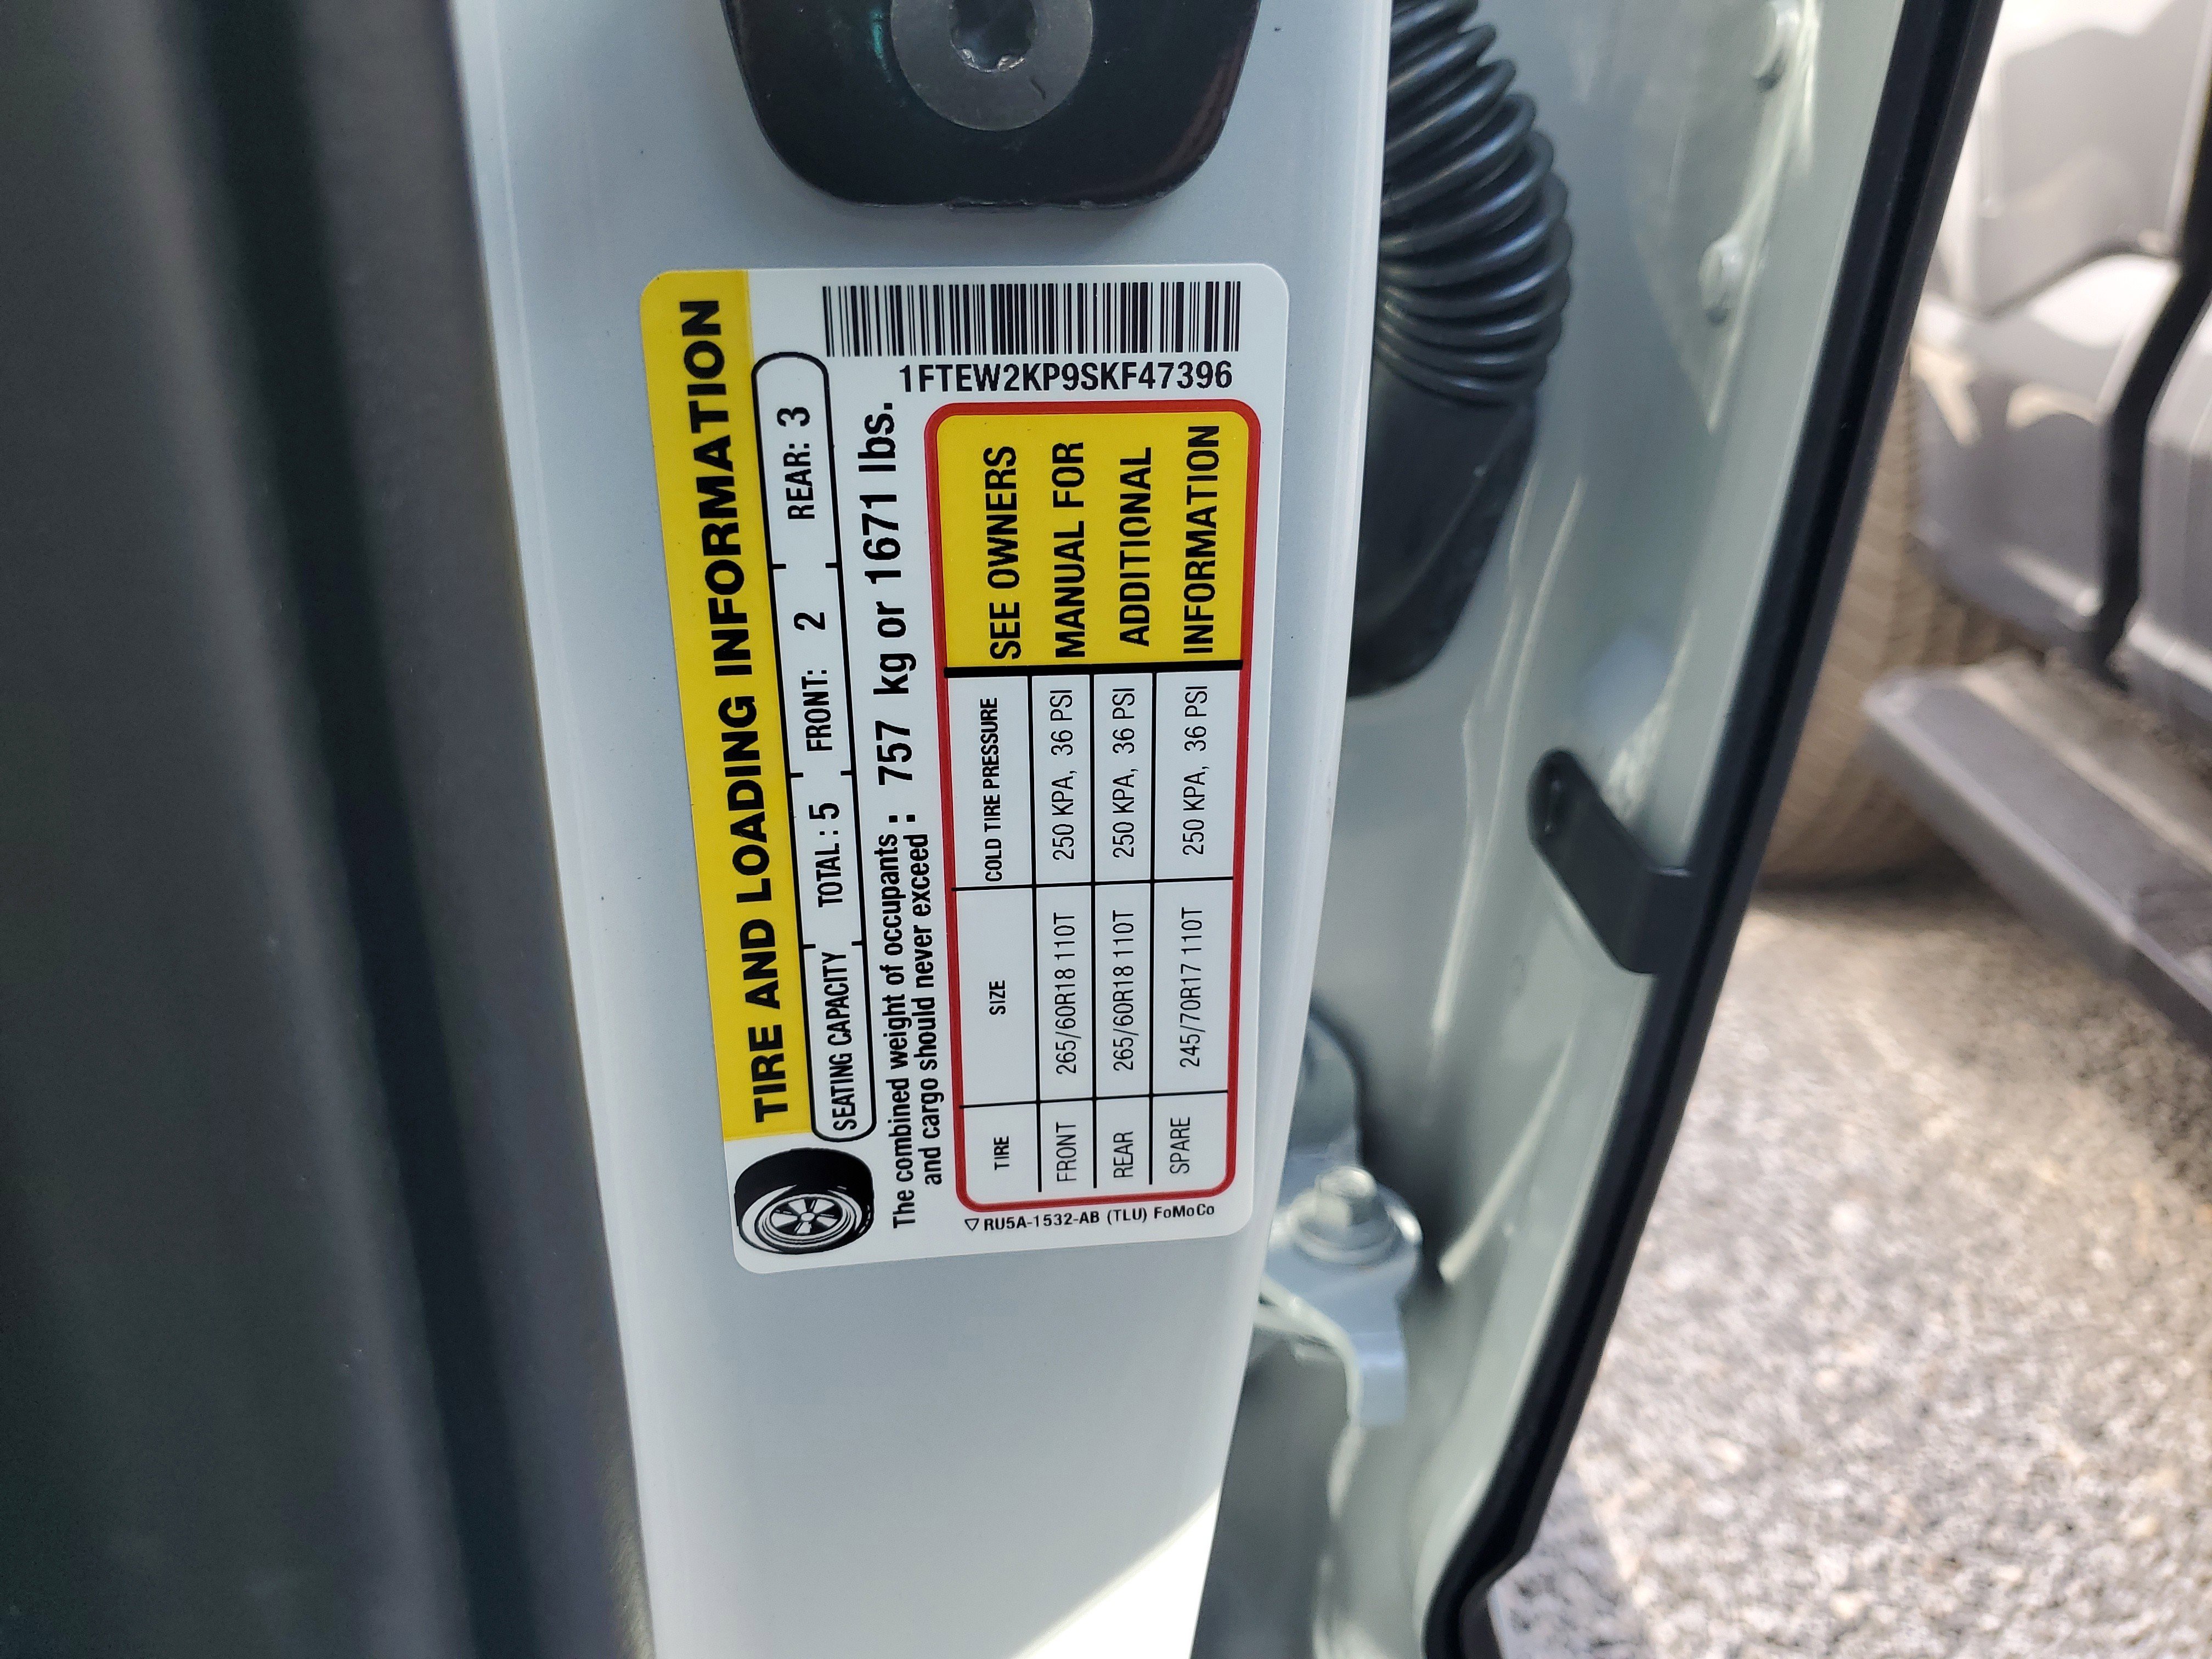 TIRE AND LOADING INFORMATION
SEATING CAPACITY TOTAL : 5 FRONT: 2 REAR: 3
The combined weight of occupants : 757 kg or 1671 lbs.
and cargo should never exceed :
1FTEW2KP9SKF47396
TIRE SIZE COLD TIRE PRESSURE
FRONT 265/60R18 110T 250 KPA, 36 PSI
REAR 265/60R18 110T 250 KPA, 36 PSI
SPARE 245/70R17 110T 250 KPA, 36 PSI
SEE OWNERS
MANUAL FOR
ADDITIONAL
INFORMATION
RU5A-1532-AB (TLU) FoMoCo